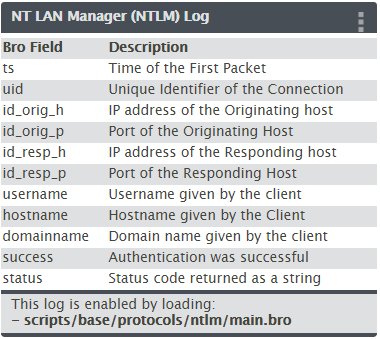 NT LAN Manager (NTLM) Log
Bro Field Description
ts Time of the First Packet
uid Unique Identifier of the Connection
id_orig_h IP address of the Originating host
id_orig_p Port of the Originating Host
id_resp_h IP address of the Responding host
id_resp_p Port of the Responding Host
username Username given by the client
hostname Hostname given by the Client
domainname Domain name given by the client
success Authentication was successful
status Status code returned as a string
This log is enabled by loading:
– scripts/base/protocols/ntlm/main.bro